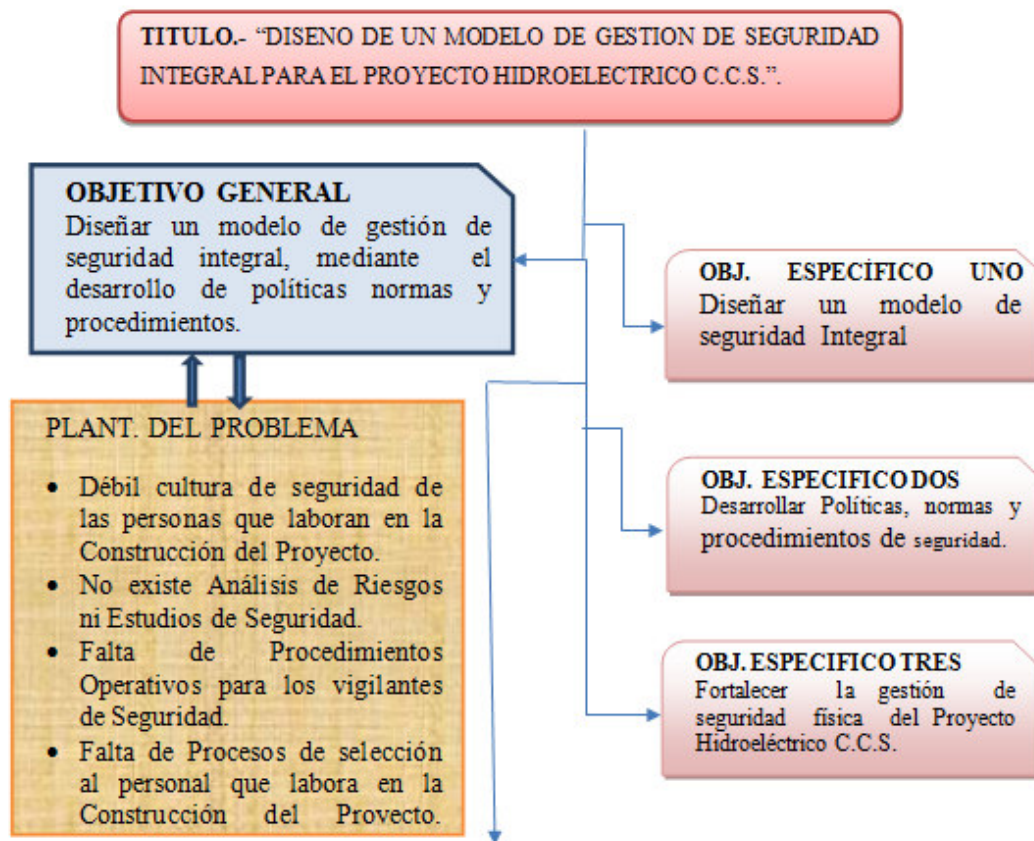 TITULO.- “DISENO DE UN MODELO DE GESTION DE SEGURIDAD
INTEGRAL PARA EL PROYECTO HIDROELECTRICO C.C.S.”.
OBJETIVO GENERAL
Diseñar un modelo de gestión de
seguridad integral, mediante el
desarrollo de políticas normas y
procedimientos.
PLANT. DEL PROBLEMA
• Débil cultura de seguridad de
las personas que laboran en la
Construcción del Proyecto.
• No existe Análisis de Riesgos
ni Estudios de Seguridad.
• Falta de Procedimientos
Operativos para los vigilantes
de Seguridad.
• Falta de Procesos de selección
al personal que labora en la
Construcción del Proyecto.
OBJ. ESPECÍFICO UNO
Diseñar un modelo de
seguridad Integral
OBJ. ESPECIFICO DOS
Desarrollar Políticas, normas y
procedimientos de seguridad.
OBJ. ESPECIFICO TRES
Fortalecer la gestión de
seguridad física del Proyecto
Hidroeléctrico C.C.S.